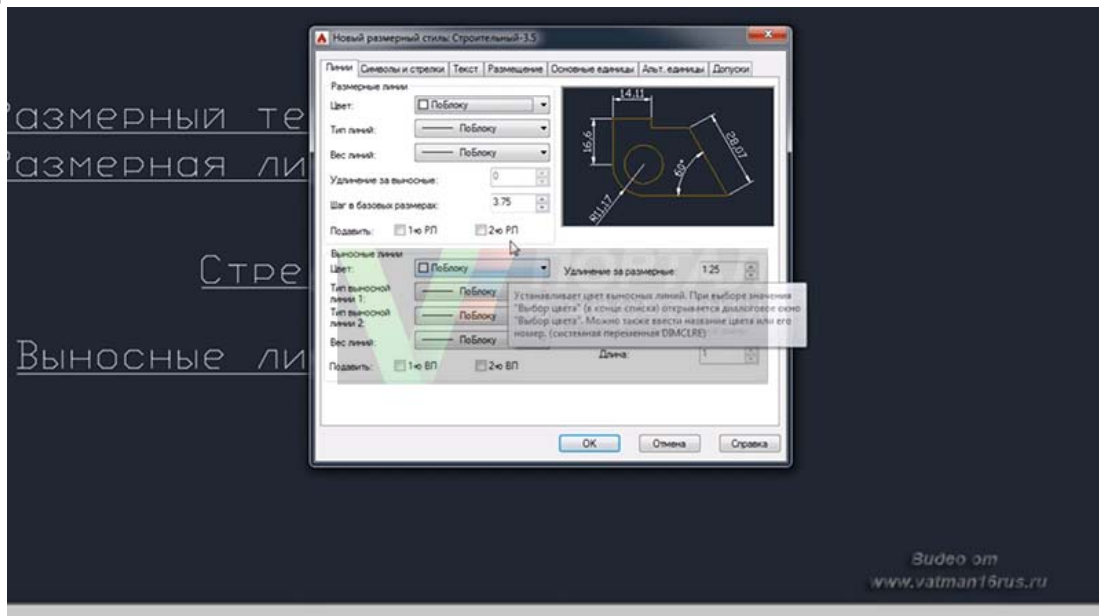 Новый размерный стиль: Строительный-3.5
Линии Символы и стрелки Текст Размещение Основные единицы Альт. единицы Допуски
Размерные линии
Цвет: ПоБлоку
Тип линий: ПоБлоку
Вес линий: ПоБлоку
Удлинение за выносные: 0
Шаг в базовых размерах: 3.75
Подавить: 1-ю РЛ 2-ю РЛ
14,11
16,6
28,07
60°
R11,17
Выносные линии
Цвет: ПоБлоку
Удлинение за размерные: 1.25
Тип выносной линии 1: ПоБлоку
Тип выносной линии 2: ПоБлоку
Вес линий: ПоБлоку
Подавить: 1-ю ВЛ 2-ю ВЛ
Устанавливает цвет выносных линий. При выборе значения
"Выбор цвета" (в конце списка) открывается диалоговое окно
"Выбор цвета". Можно также ввести название цвета или его
номер. (системная переменная DIMCLRE)
Длина: 1
OK Отмена Справка
Размерный те
Размерная ли
Стре
Выносные ли
Видео от
www.vatman16rus.ru